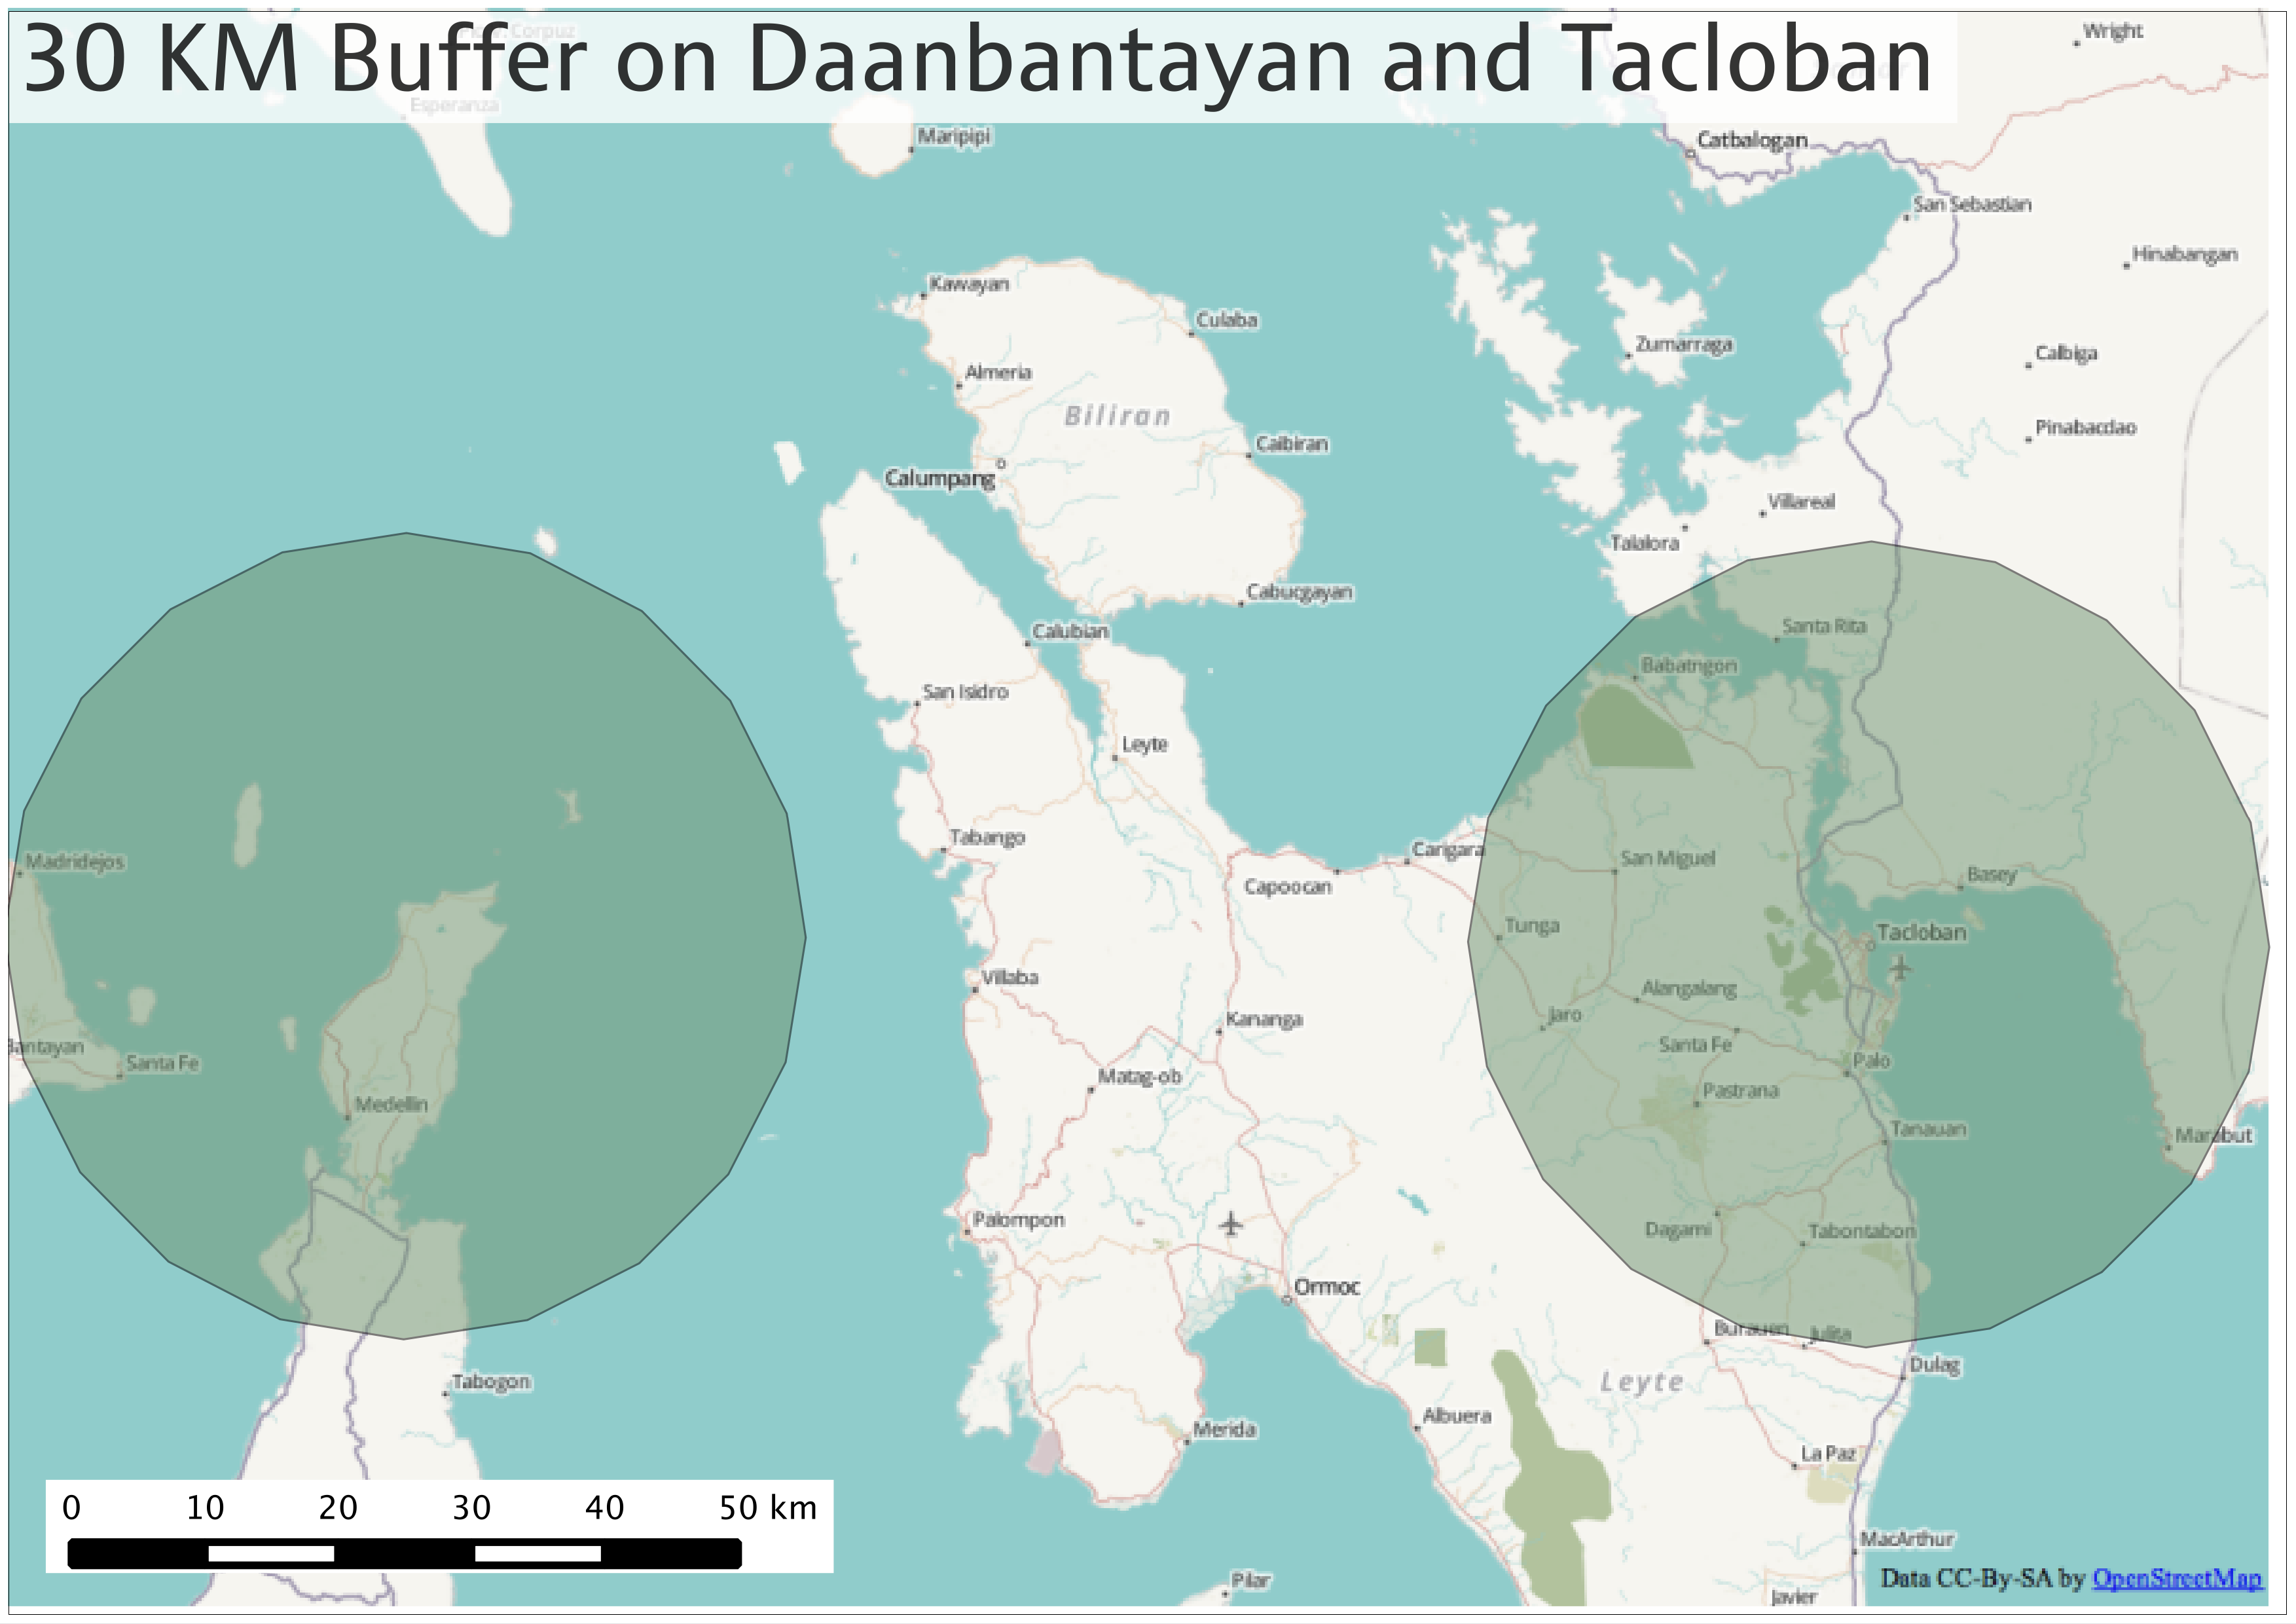 30 KM Buffer on Daanbantayan and Tacloban
Wright
Esperanza
Maripipi
Catbalogan
San Sebastian
Hinabangan
Kawayan
Culaba
Zumarraga
Calbiga
Almeria
Biliran
Pinabacdao
Caibiran
Calumpang
Villareal
Talalora
Cabucgayan
Calubian
Santa Rita
Babatngon
San Isidro
Leyte
Tabango
Carigara
San Miguel
Madridejos
Capoocan
Basey
Tunga
Tacloban
Villaba
Alangalang
Jaro
Kananga
Santa Fe
Bantayan
Santa Fe
Palo
Matag-ob
Pastrana
Medellin
Tanauan
Marabut
Palompon
Dagami
Tabontabon
Ormoc
Burauen
Julita
Dulag
Tabogon
Leyte
Albuera
Merida
La Paz
0 10 20 30 40 50 km
MacArthur
Pilar
Data CC-By-SA by OpenStreetMap
Javier